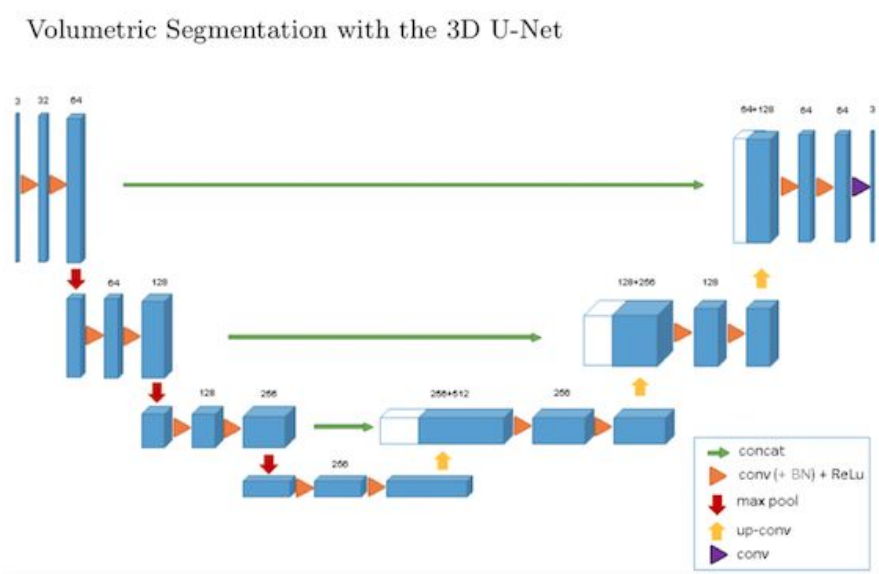 Volumetric Segmentation with the 3D U-Net
3 32 64
64+128 64 64 3
64 128
128+256 128
128 256
256+512 256
256
concat
conv (+ BN) + ReLu
max pool
up-conv
conv